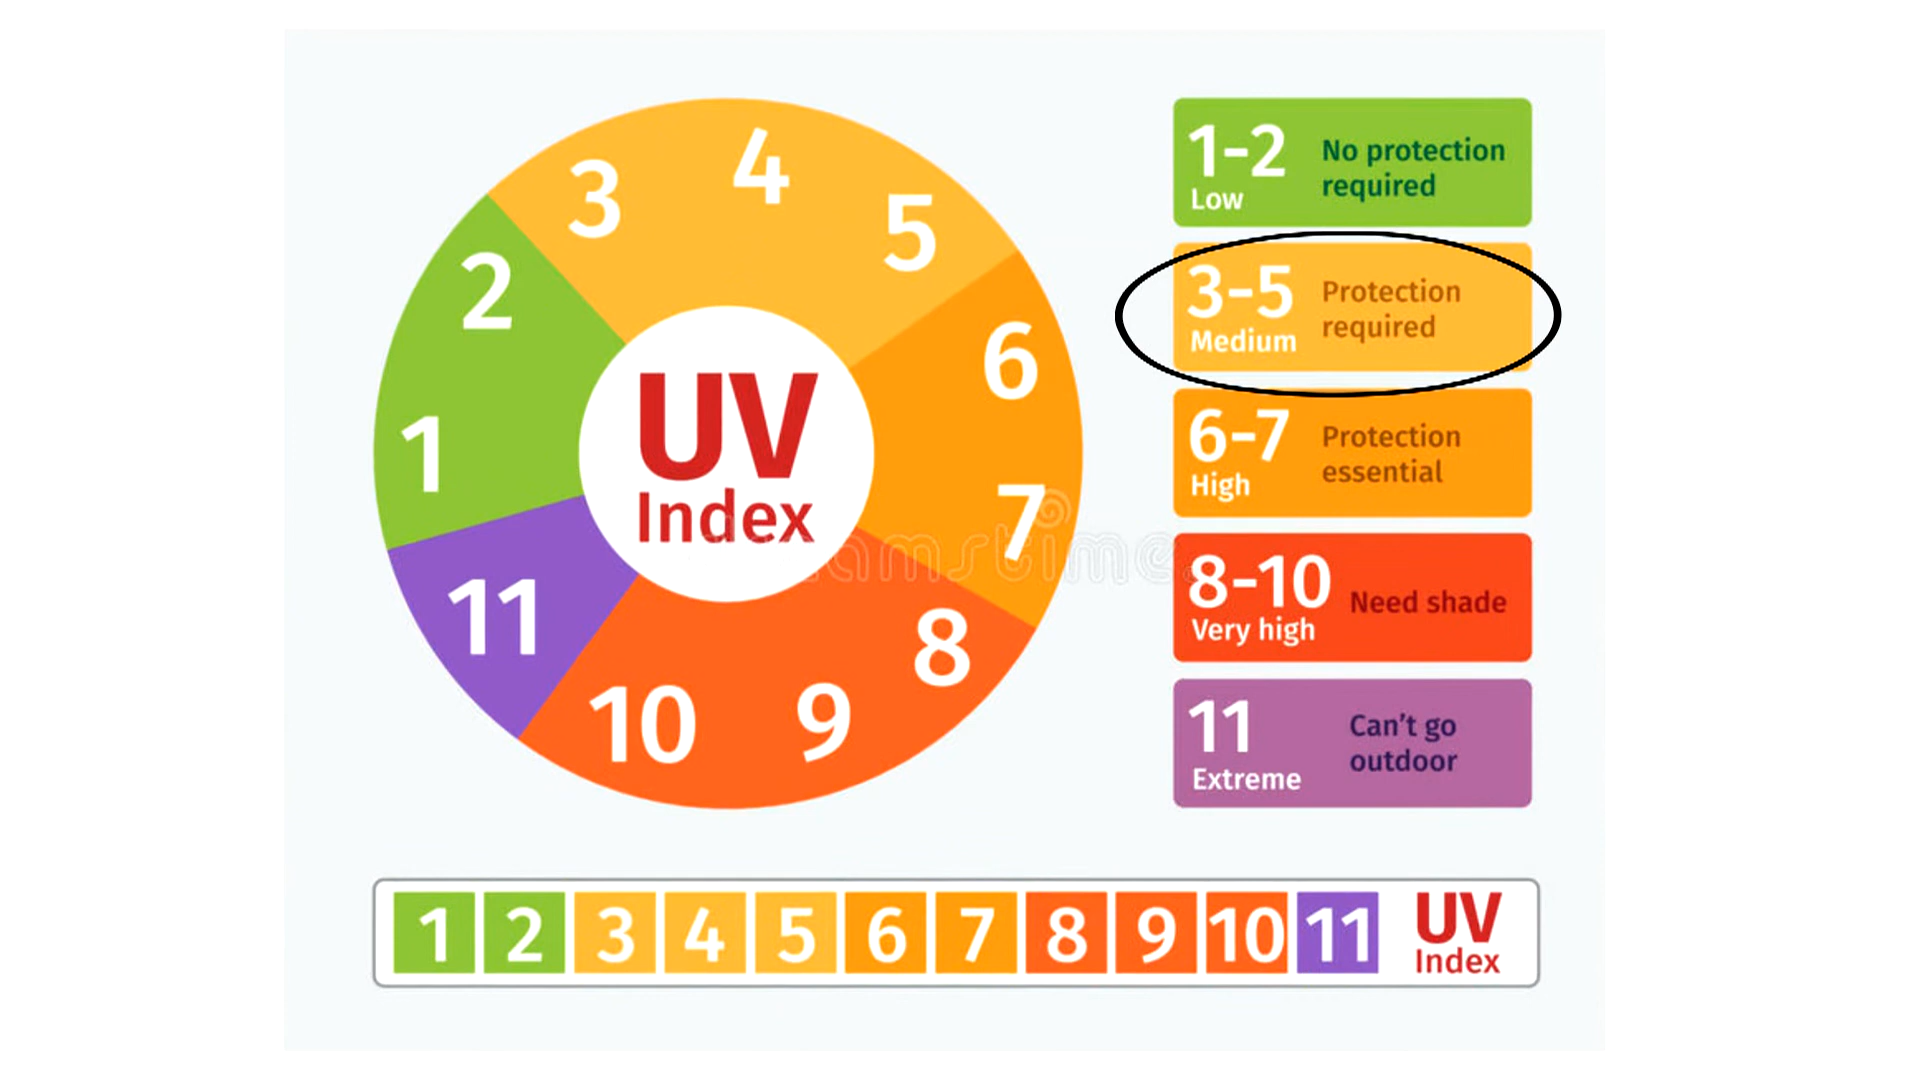 3
4
5
2
6
1
7
11
8
10
9
UV
Index
1-2
Low
No protection
required
3-5
Medium
Protection
required
6-7
High
Protection
essential
8-10
Very high
Need shade
11
Extreme
Can't go
outdoor
1 2 3 4 5 6 7 8 9 10 11
UV
Index